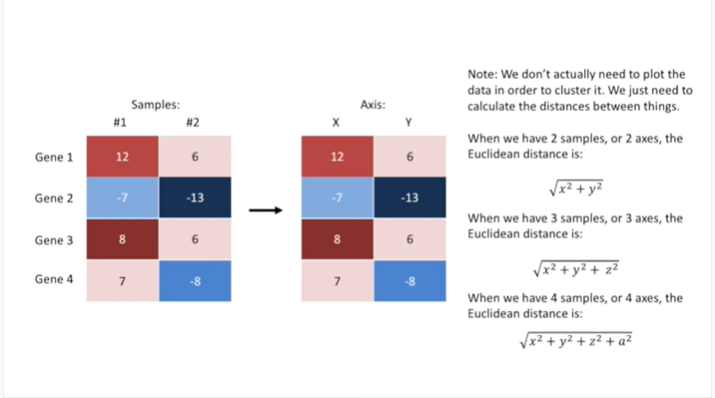 Samples:
#1 #2
Gene 1 12 6
Gene 2 -7 -13
Gene 3 8 6
Gene 4 7 -8
Axis:
X Y
12 6
-7 -13
8 6
7 -8
Note: We don't actually need to plot the
data in order to cluster it. We just need to
calculate the distances between things.
When we have 2 samples, or 2 axes, the
Euclidean distance is:
√x² + y²
When we have 3 samples, or 3 axes, the
Euclidean distance is:
√x² + y² + z²
When we have 4 samples, or 4 axes, the
Euclidean distance is:
√x² + y² + z² + a²